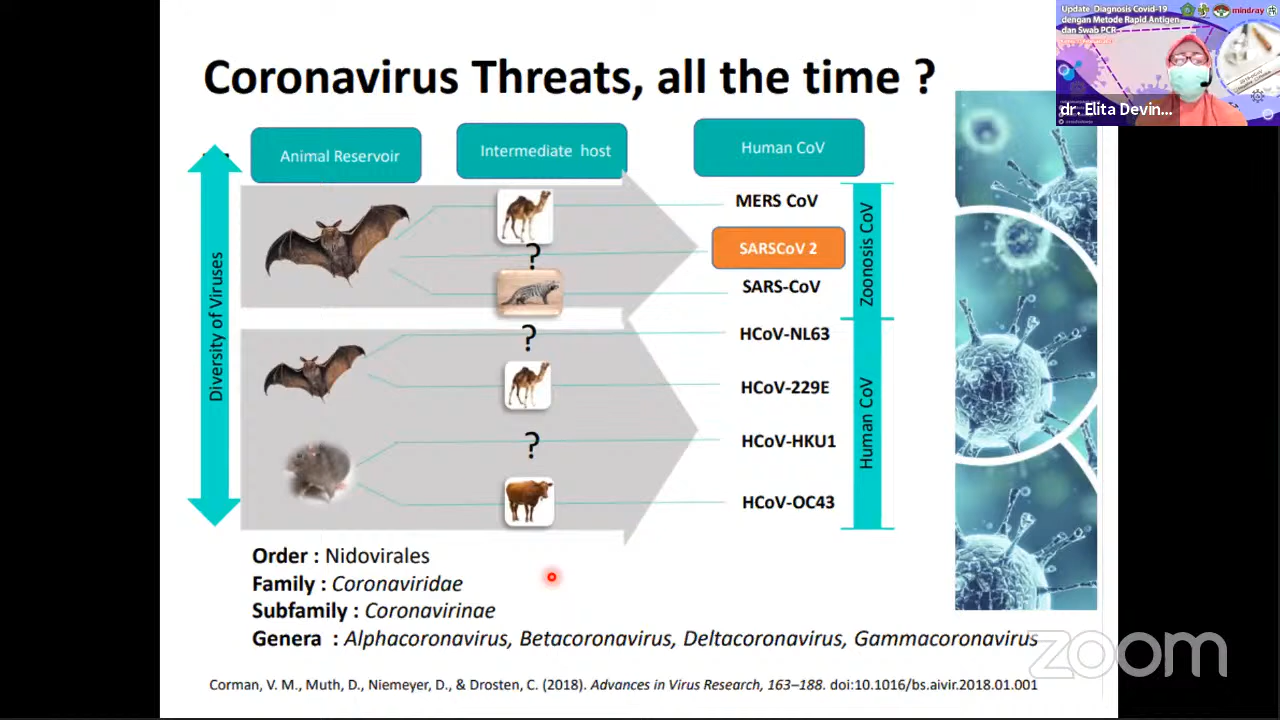 Coronavirus Threats, all the time ?
Update Diagnosis Covid-19
dengan Metode Rapid Antigen
dan Swab PCR
mindray
dr. Elita Devin...
Animal Reservoir
Intermediate host
Human CoV
Diversity of Viruses
MERS CoV
?
SARSCoV 2
SARS-CoV
Zoonosis CoV
?
HCoV-NL63
HCoV-229E
?
HCoV-HKU1
HCoV-OC43
Human CoV
Order : Nidovirales
Family : Coronaviridae
Subfamily : Coronavirinae
Genera : Alphacoronavirus, Betacoronavirus, Deltacoronavirus, Gammacoronavirus
zoom
Corman, V. M., Muth, D., Niemeyer, D., & Drosten, C. (2018). Advances in Virus Research, 163–188. doi:10.1016/bs.aivir.2018.01.001